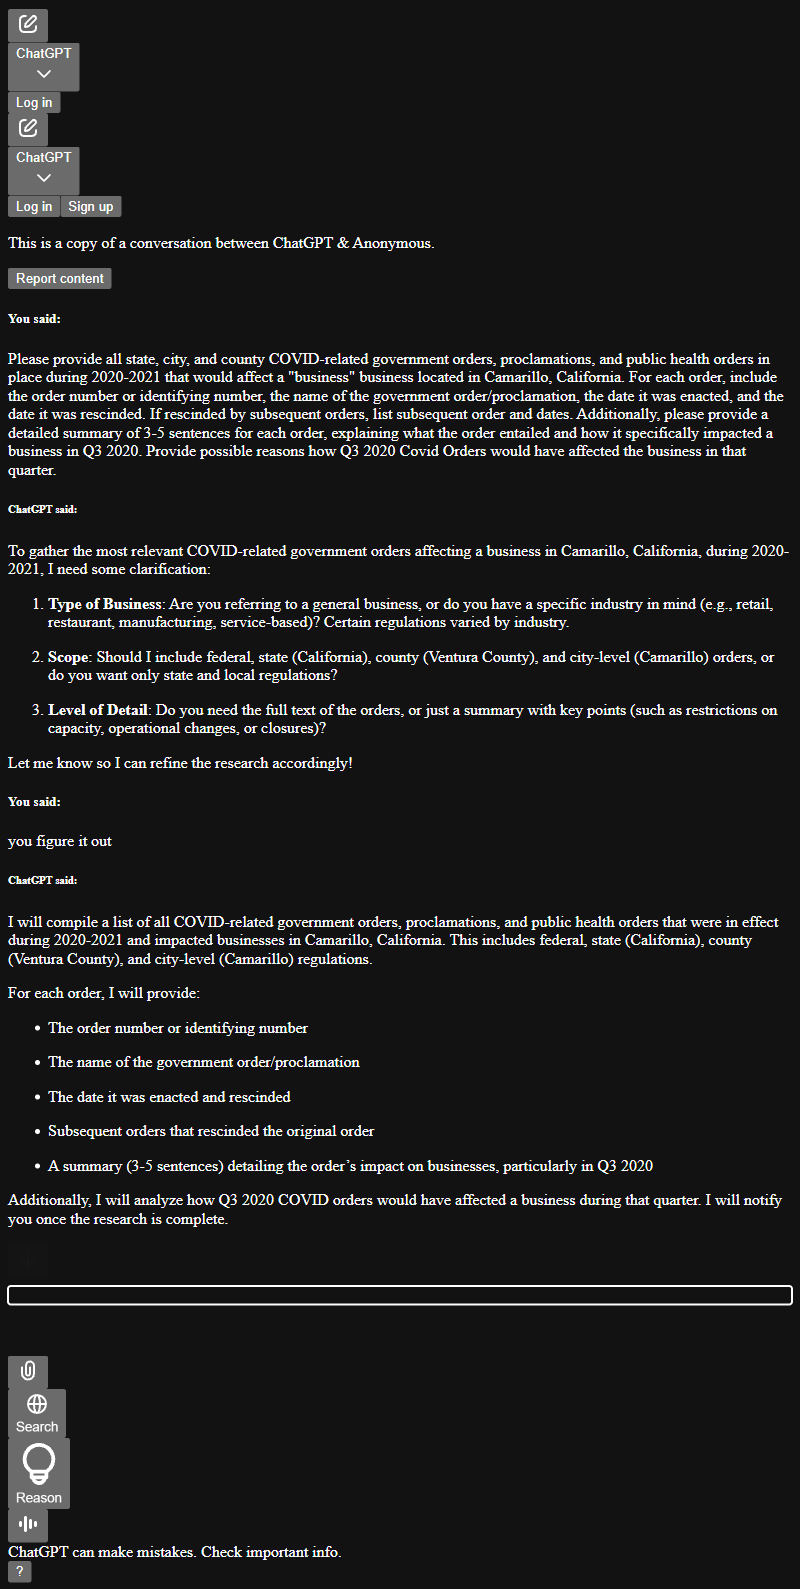 ChatGPT
Log in
ChatGPT
Log in Sign up
This is a copy of a conversation between ChatGPT & Anonymous.
Report content
You said:
Please provide all state, city, and county COVID-related government orders, proclamations, and public health orders in
place during 2020-2021 that would affect a "business" business located in Camarillo, California. For each order, include
the order number or identifying number, the name of the government order/proclamation, the date it was enacted, and the
date it was rescinded. If rescinded by subsequent orders, list subsequent order and dates. Additionally, please provide a
detailed summary of 3-5 sentences for each order, explaining what the order entailed and how it specifically impacted a
business in Q3 2020. Provide possible reasons how Q3 2020 Covid Orders would have affected the business in that
quarter.
ChatGPT said:
To gather the most relevant COVID-related government orders affecting a business in Camarillo, California, during 2020-
2021, I need some clarification:
1. Type of Business: Are you referring to a general business, or do you have a specific industry in mind (e.g., retail,
restaurant, manufacturing, service-based)? Certain regulations varied by industry.
2. Scope: Should I include federal, state (California), county (Ventura County), and city-level (Camarillo) orders, or
do you want only state and local regulations?
3. Level of Detail: Do you need the full text of the orders, or just a summary with key points (such as restrictions on
capacity, operational changes, or closures)?
Let me know so I can refine the research accordingly!
You said:
you figure it out
ChatGPT said:
I will compile a list of all COVID-related government orders, proclamations, and public health orders that were in effect
during 2020-2021 and impacted businesses in Camarillo, California. This includes federal, state (California), county
(Ventura County), and city-level (Camarillo) regulations.
For each order, I will provide:
• The order number or identifying number
• The name of the government order/proclamation
• The date it was enacted and rescinded
• Subsequent orders that rescinded the original order
• A summary (3-5 sentences) detailing the order’s impact on businesses, particularly in Q3 2020
Additionally, I will analyze how Q3 2020 COVID orders would have affected a business during that quarter. I will notify
you once the research is complete.
Search
Reason
ChatGPT can make mistakes. Check important info.
?